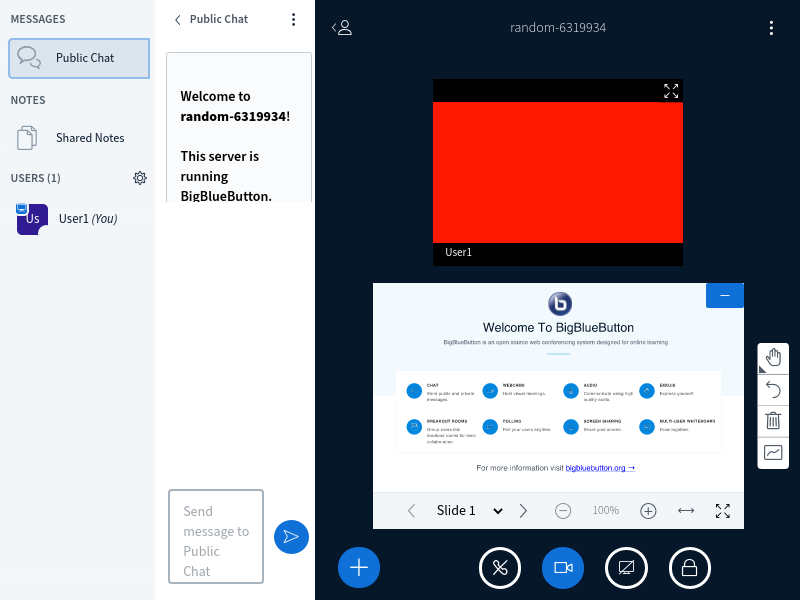 MESSAGES
Public Chat
NOTES
Shared Notes
USERS (1)
Us
User1 (You)
Public Chat
Welcome to
random-6319934!
This server is
running
BigBlueButton.
Send
message to
Public
Chat
random-6319934
User1
b
Welcome To BigBlueButton
BigBlueButton is an open source web conferencing system designed for online learning
CHAT
Send public and private
messages.
WEBCAMS
Hold visual meetings.
AUDIO
Communicate using high
quality audio.
EMOJIS
Express yourself.
BREAKOUT ROOMS
Group users into
breakout rooms for team
collaboration.
POLLING
Poll your users anytime.
SCREEN SHARING
Share your screen.
MULTI-USER WHITEBOARD
Draw together.
For more information visit bigbluebutton.org →
Slide 1
100%